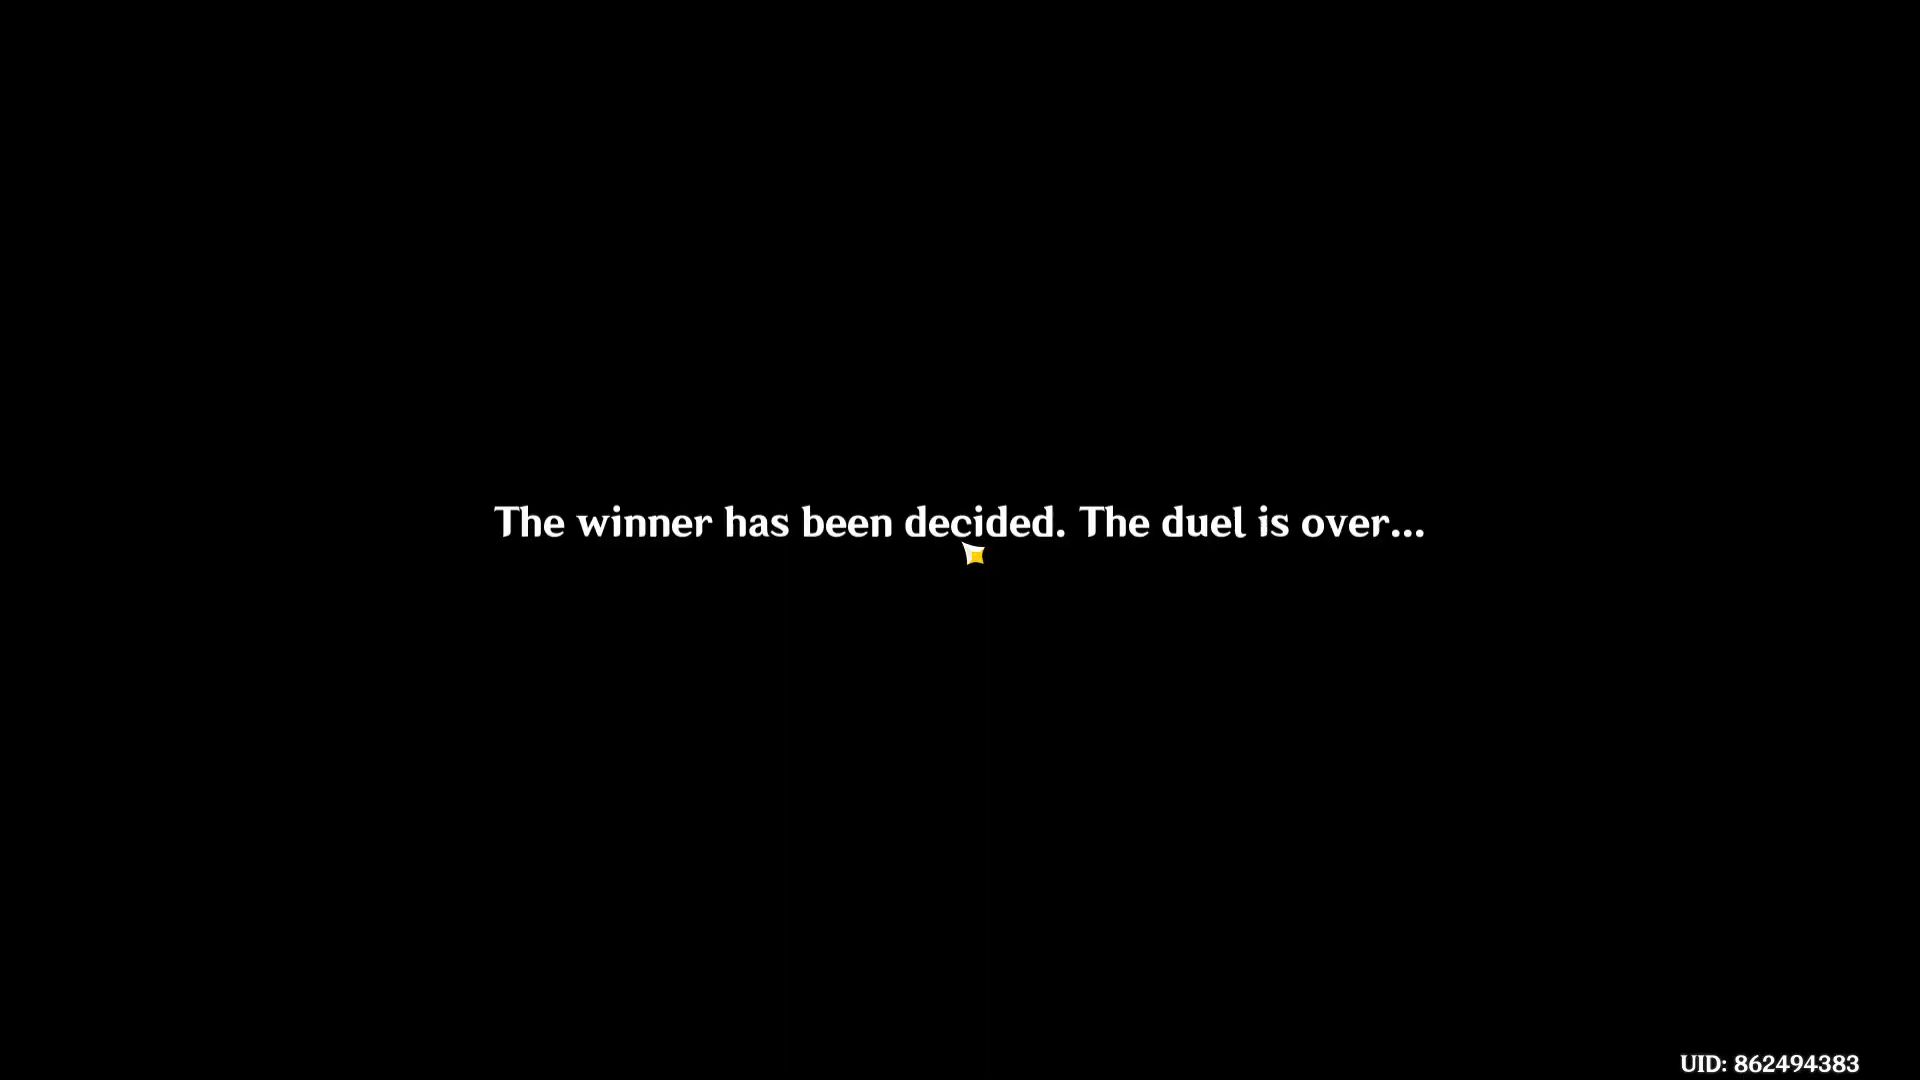 The winner has been decided. The duel is over...
UID: 862494383